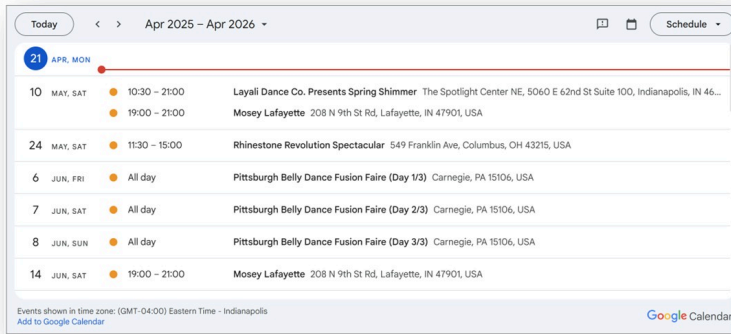 Today < > Apr 2025 – Apr 2026 Schedule
21 APR, MON
10 MAY, SAT 10:30 – 21:00 Layali Dance Co. Presents Spring Shimmer The Spotlight Center NE, 5060 E 62nd St Suite 100, Indianapolis, IN 46...
19:00 – 21:00 Mosey Lafayette 208 N 9th St Rd, Lafayette, IN 47901, USA
24 MAY, SAT 11:30 – 15:00 Rhinestone Revolution Spectacular 549 Franklin Ave, Columbus, OH 43215, USA
6 JUN, FRI All day Pittsburgh Belly Dance Fusion Faire (Day 1/3) Carnegie, PA 15106, USA
7 JUN, SAT All day Pittsburgh Belly Dance Fusion Faire (Day 2/3) Carnegie, PA 15106, USA
8 JUN, SUN All day Pittsburgh Belly Dance Fusion Faire (Day 3/3) Carnegie, PA 15106, USA
14 JUN, SAT 19:00 – 21:00 Mosey Lafayette 208 N 9th St Rd, Lafayette, IN 47901, USA
Events shown in time zone: (GMT-04:00) Eastern Time - Indianapolis
Add to Google Calendar
Google Calendar